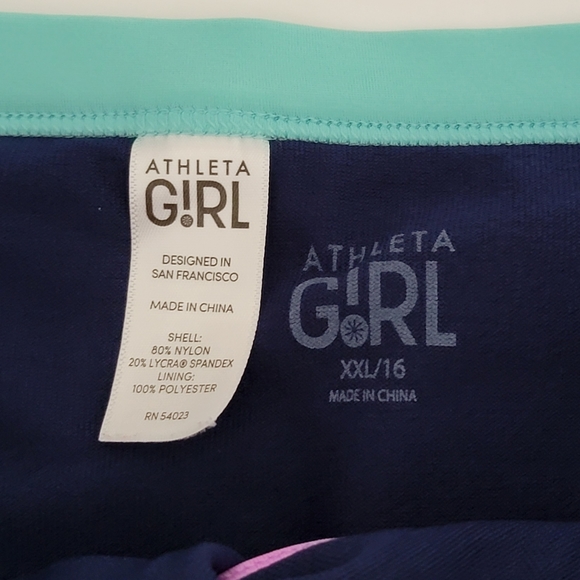 ATHLETA
G!RL
DESIGNED IN
SAN FRANCISCO
MADE IN CHINA
SHELL:
80% NYLON
20% LYCRA® SPANDEX
LINING:
100% POLYESTER
RN 54023
ATHLETA
G!RL
XXL/16
MADE IN CHINA